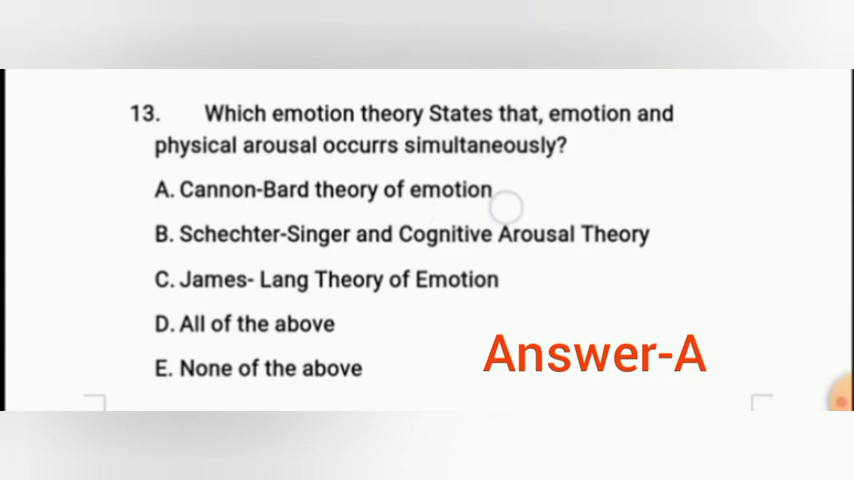 13. Which emotion theory States that, emotion and
physical arousal occurrs simultaneously?
A. Cannon-Bard theory of emotion
B. Schechter-Singer and Cognitive Arousal Theory
C. James- Lang Theory of Emotion
D. All of the above
E. None of the above
Answer-A